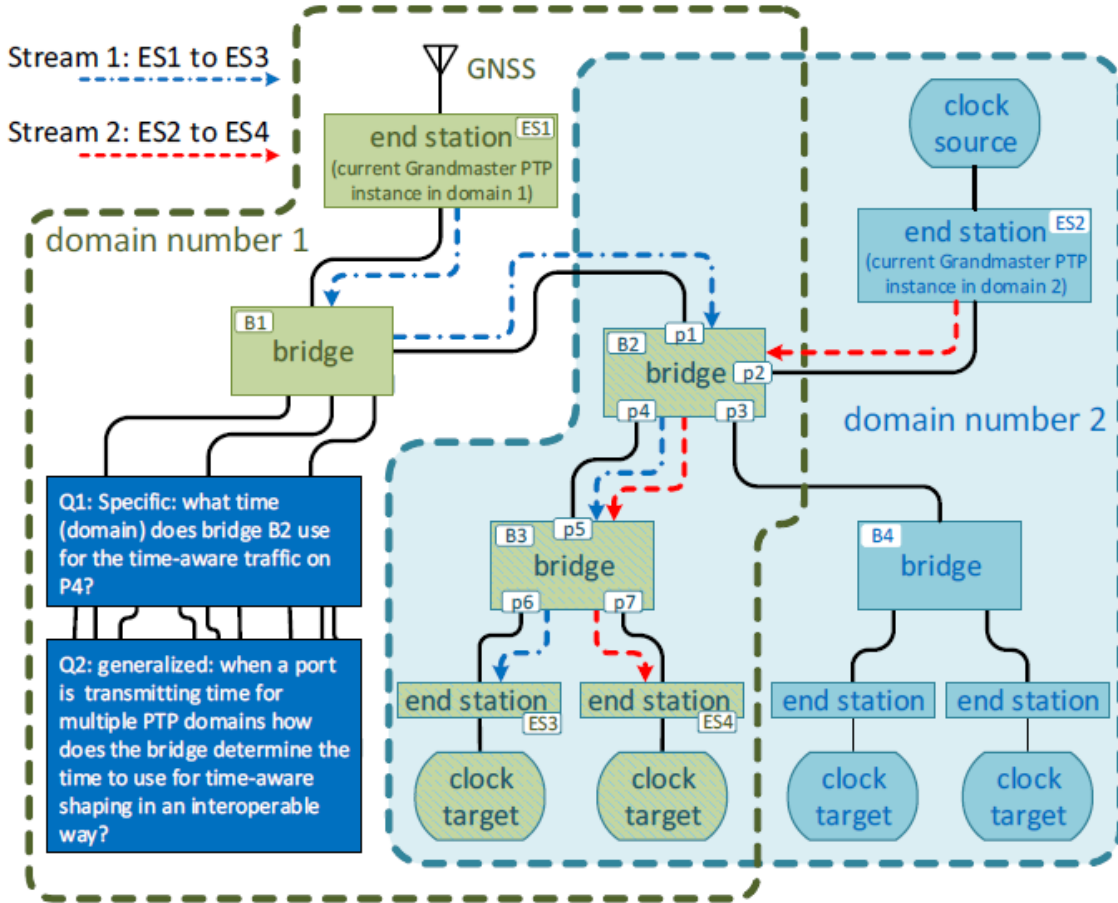 Stream 1: ES1 to ES3
Stream 2: ES2 to ES4
GNSS
end station
ES1
(current Grandmaster PTP
instance in domain 1)
clock
source
domain number 1
end station
ES2
(current Grandmaster PTP
instance in domain 2)
B1
bridge
B2
p1
bridge
p2
p4
p3
domain number 2
Q1: Specific: what time
(domain) does bridge B2 use
for the time-aware traffic on
P4?
B3
p5
bridge
p6
p7
B4
bridge
Q2: generalized: when a port
is transmitting time for
multiple PTP domains how
does the bridge determine the
time to use for time-aware
shaping in an interoperable
way?
end station
ES3
end station
ES4
end station
end station
clock
target
clock
target
clock
target
clock
target